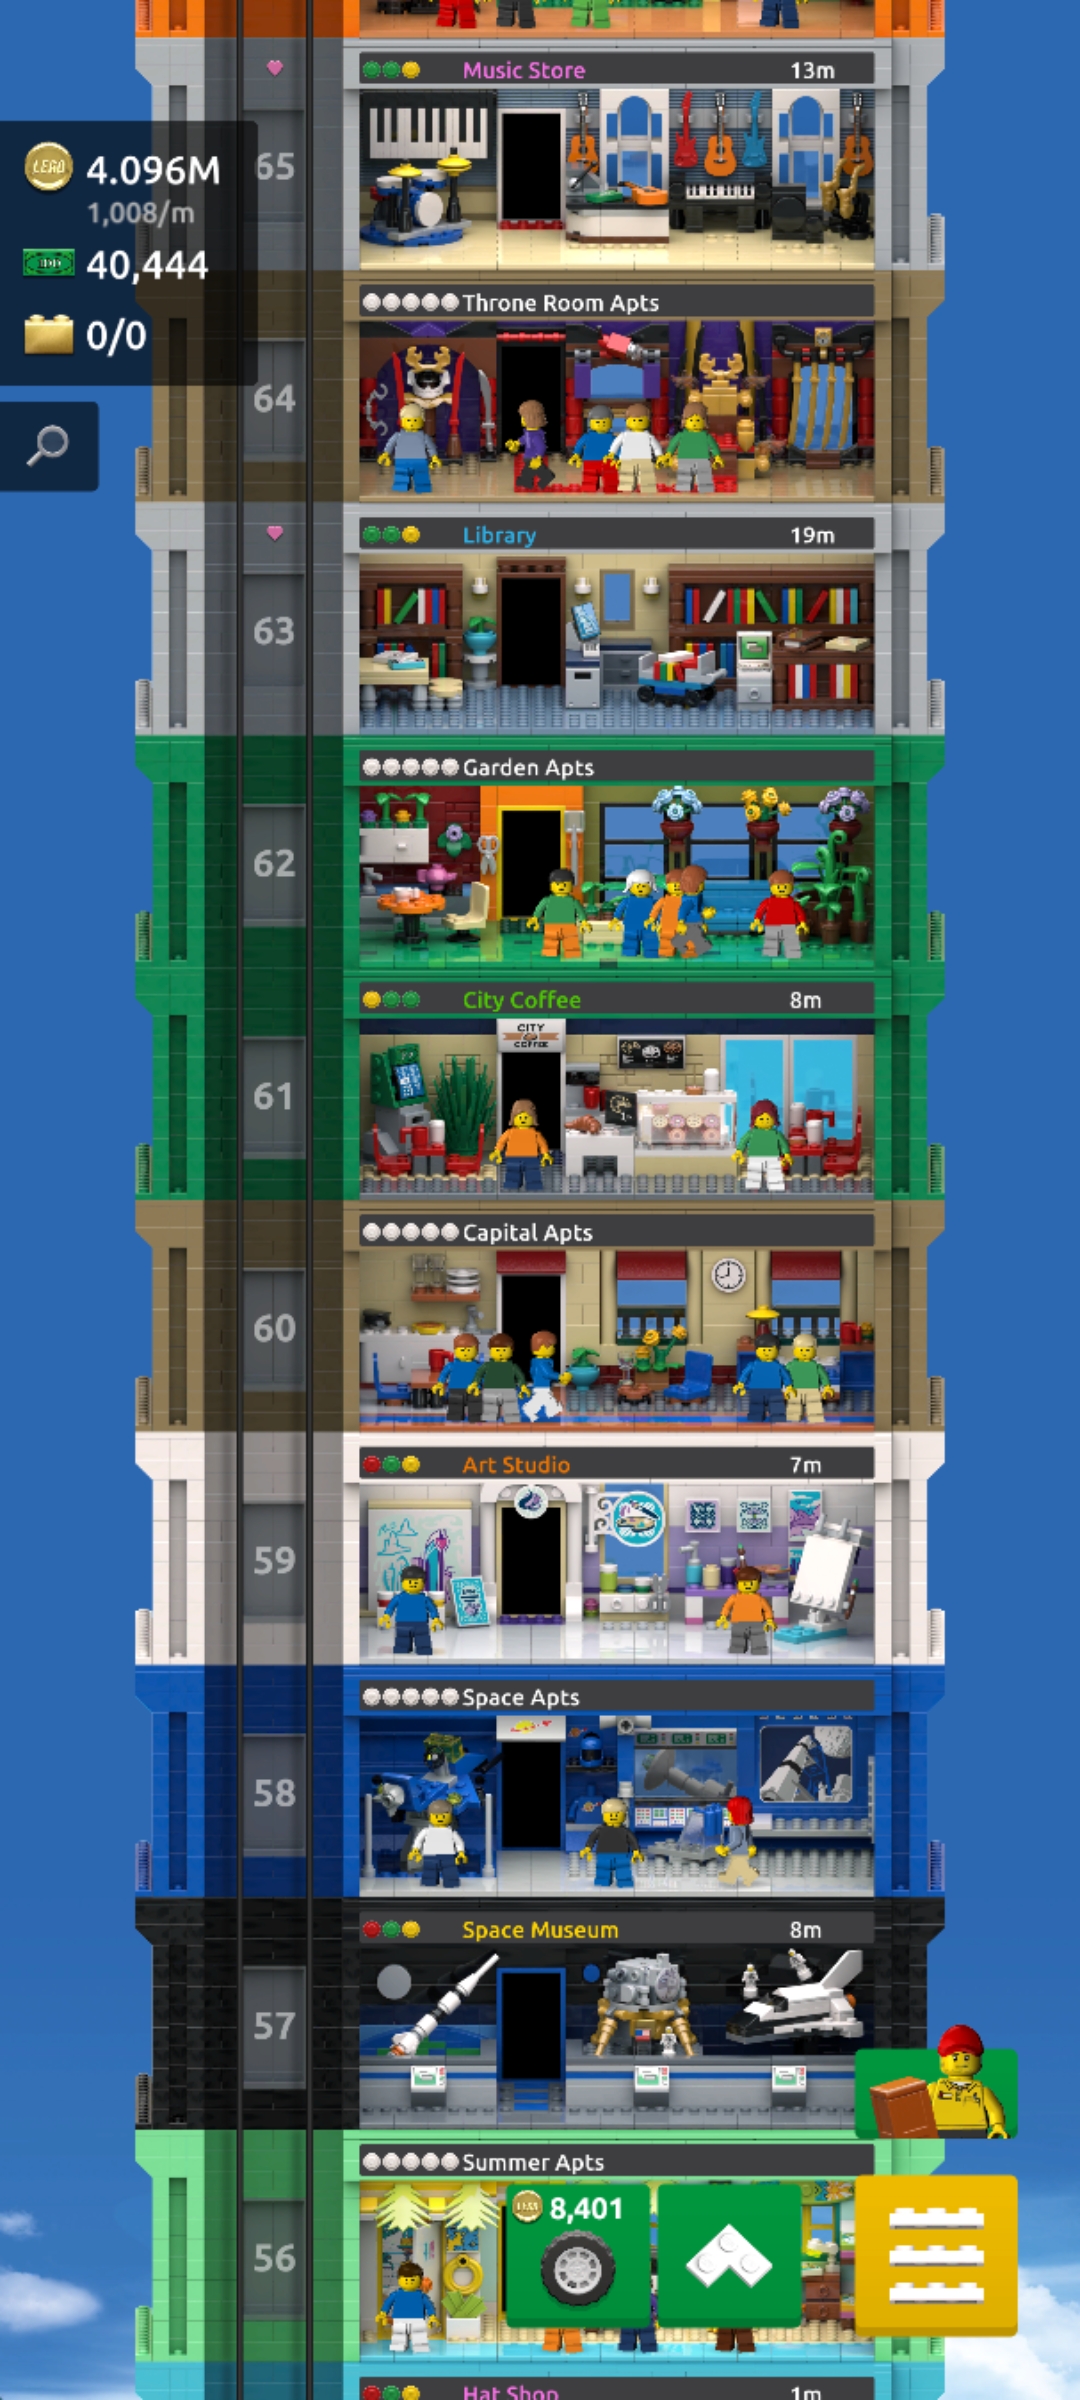 Music Store 13m
65
LEGO 4.096M
1,008/m
40,444
0/0
Throne Room Apts
64
Library 19m
63
Garden Apts
62
City Coffee 8m
CITY
COFFEE
61
Capital Apts
60
Art Studio 7m
59
Space Apts
58
Space Museum 8m
57
Summer Apts
8,401
56
Hat Shop 1m